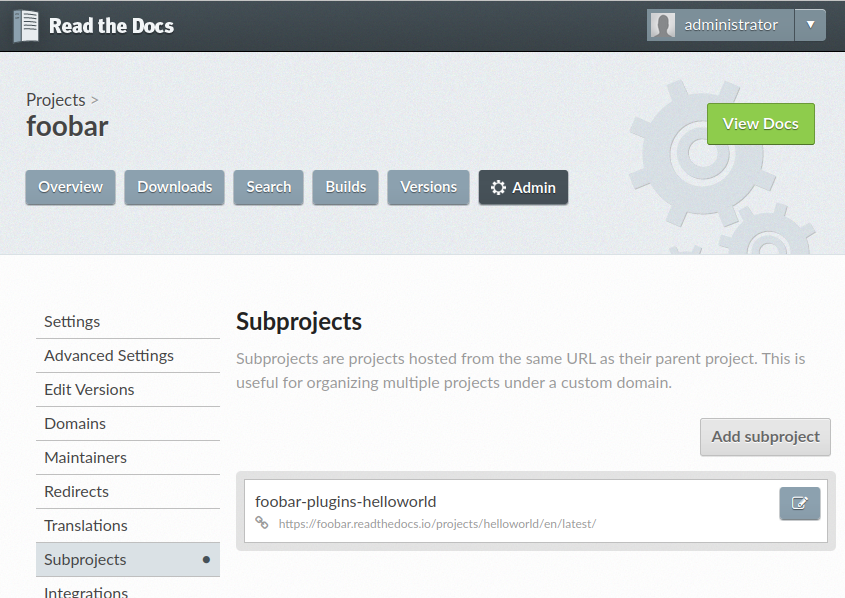 Read the Docs
administrator
Projects >
foobar
View Docs
Overview
Downloads
Search
Builds
Versions
Admin
Settings
Advanced Settings
Edit Versions
Domains
Maintainers
Redirects
Translations
Subprojects
Integrations
Subprojects
Subprojects are projects hosted from the same URL as their parent project. This is
useful for organizing multiple projects under a custom domain.
Add subproject
foobar-plugins-helloworld
https://foobar.readthedocs.io/projects/helloworld/en/latest/